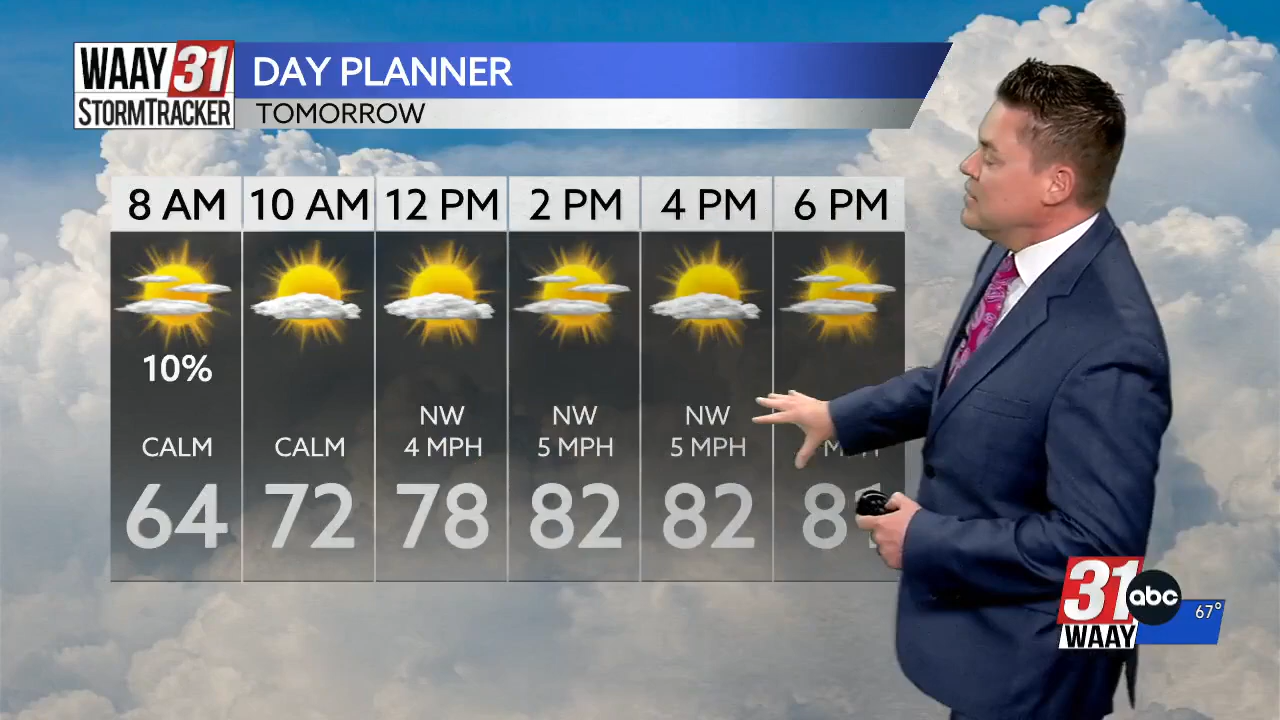 WAAY 31
STORMTRACKER
DAY PLANNER
TOMORROW
8 AM 10 AM 12 PM 2 PM 4 PM 6 PM
10%
NW NW NW
CALM CALM 4 MPH 5 MPH 5 MPH
64 72 78 82 82
31 abc
67°
WAAY